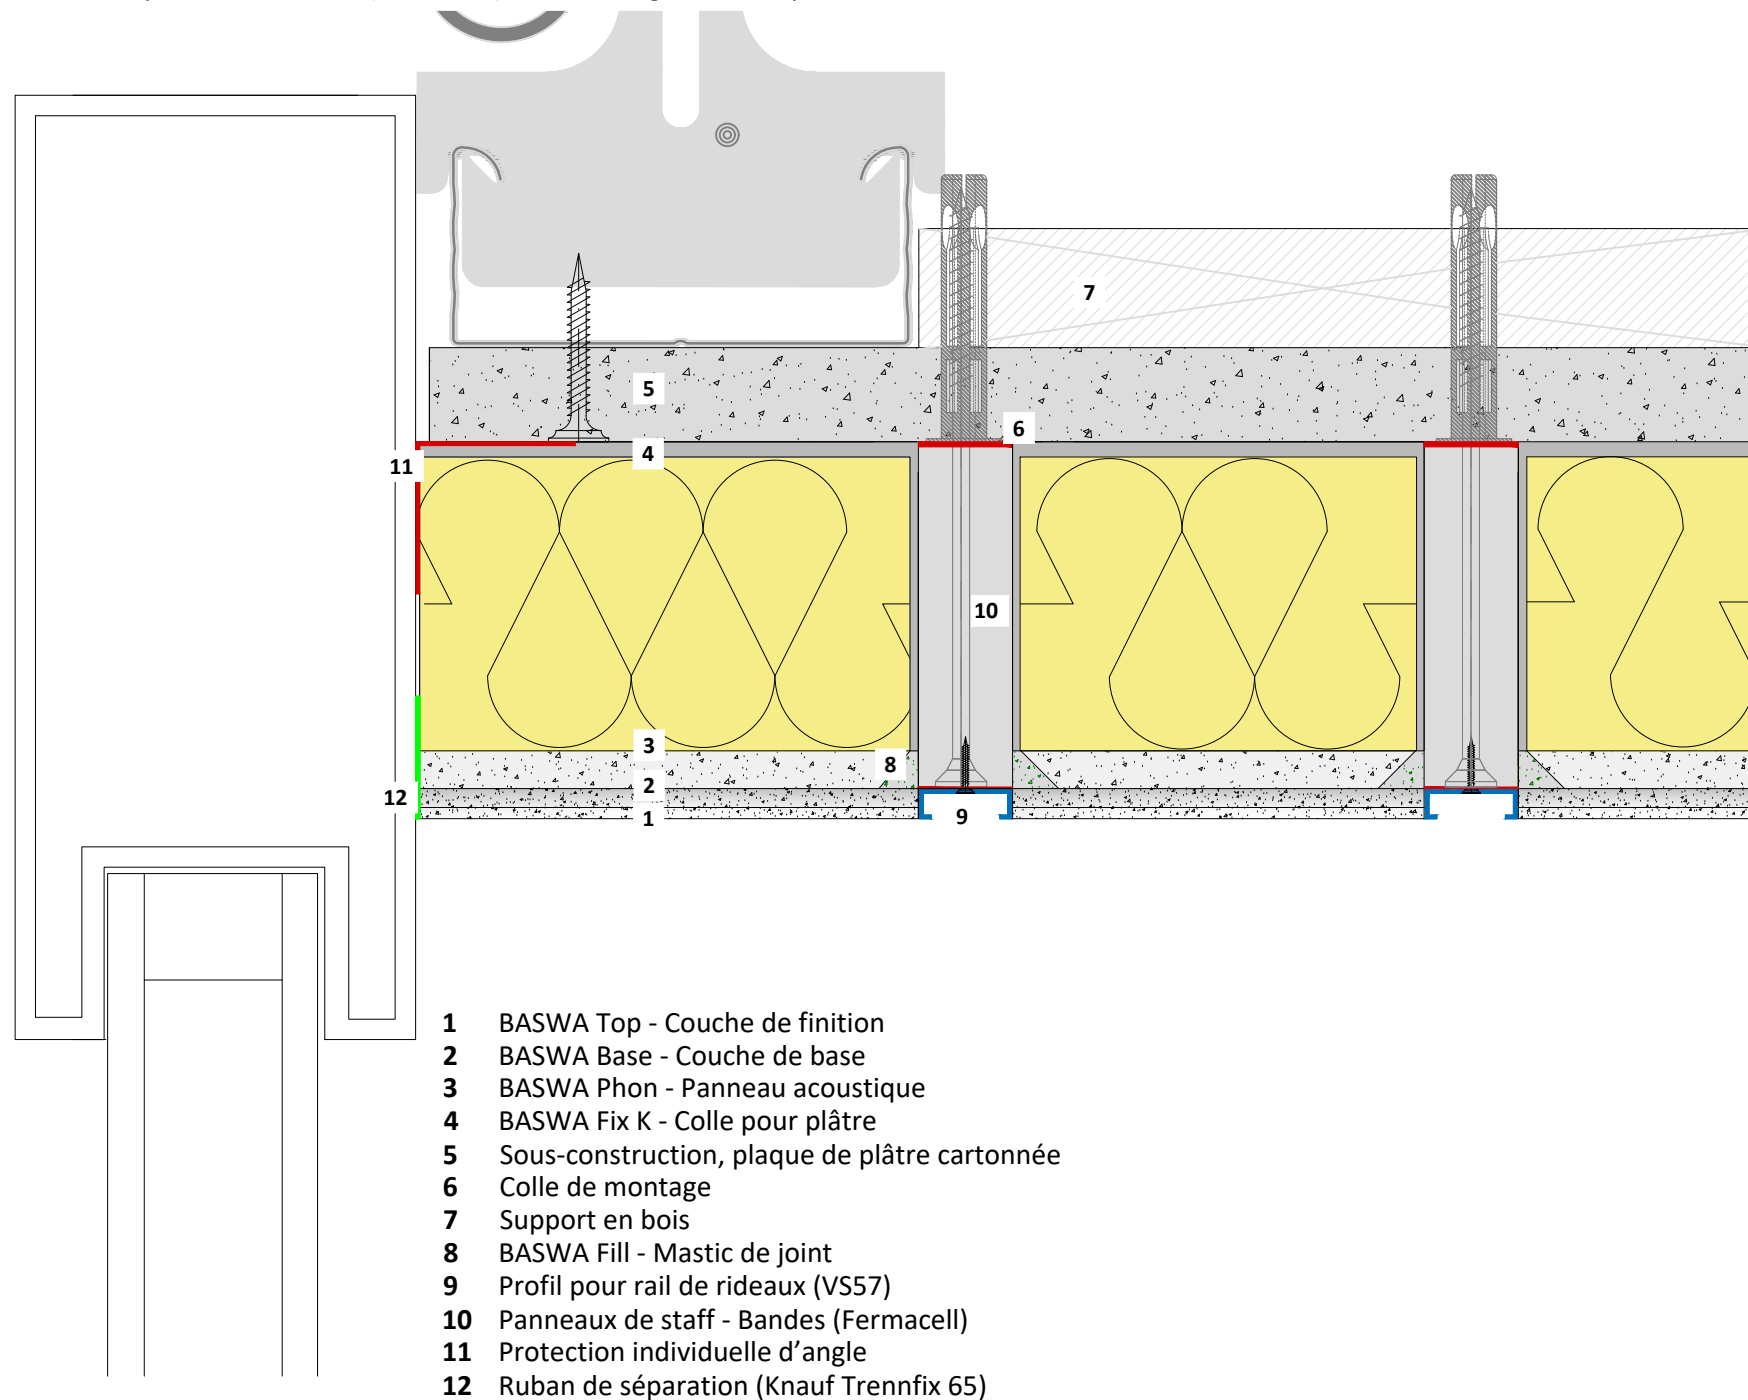 7
5
6
4
11
10
3
8
2
12
9
1
1 BASWA Top - Couche de finition
2 BASWA Base - Couche de base
3 BASWA Phon - Panneau acoustique
4 BASWA Fix K - Colle pour plâtre
5 Sous-construction, plaque de plâtre cartonnée
6 Colle de montage
7 Support en bois
8 BASWA Fill - Mastic de joint
9 Profil pour rail de rideaux (VS57)
10 Panneaux de staff - Bandes (Fermacell)
11 Protection individuelle d’angle
12 Ruban de séparation (Knauf Trennfix 65)